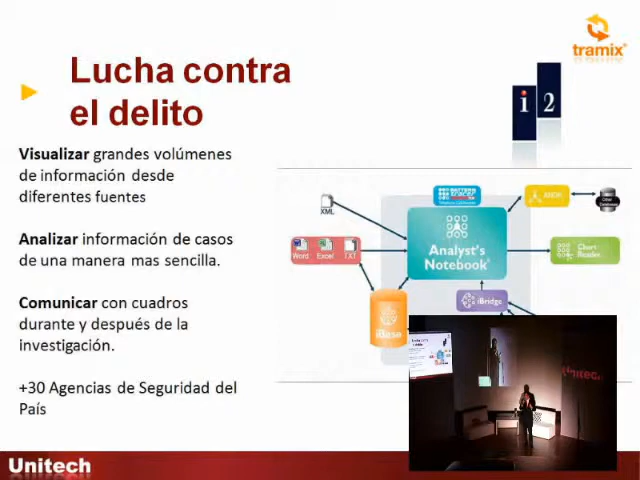 tramix
Lucha contra
el delito
i2
Visualizar grandes volúmenes
de información desde
diferentes fuentes
Analizar información de casos
de una manera mas sencilla.
Comunicar con cuadros
durante y después de la
investigación.
+30 Agencias de Seguridad del
País
XML
Word Excel TXT
Analyst's
Notebook
Chart
Reader
iBridge
iBase
Unitech